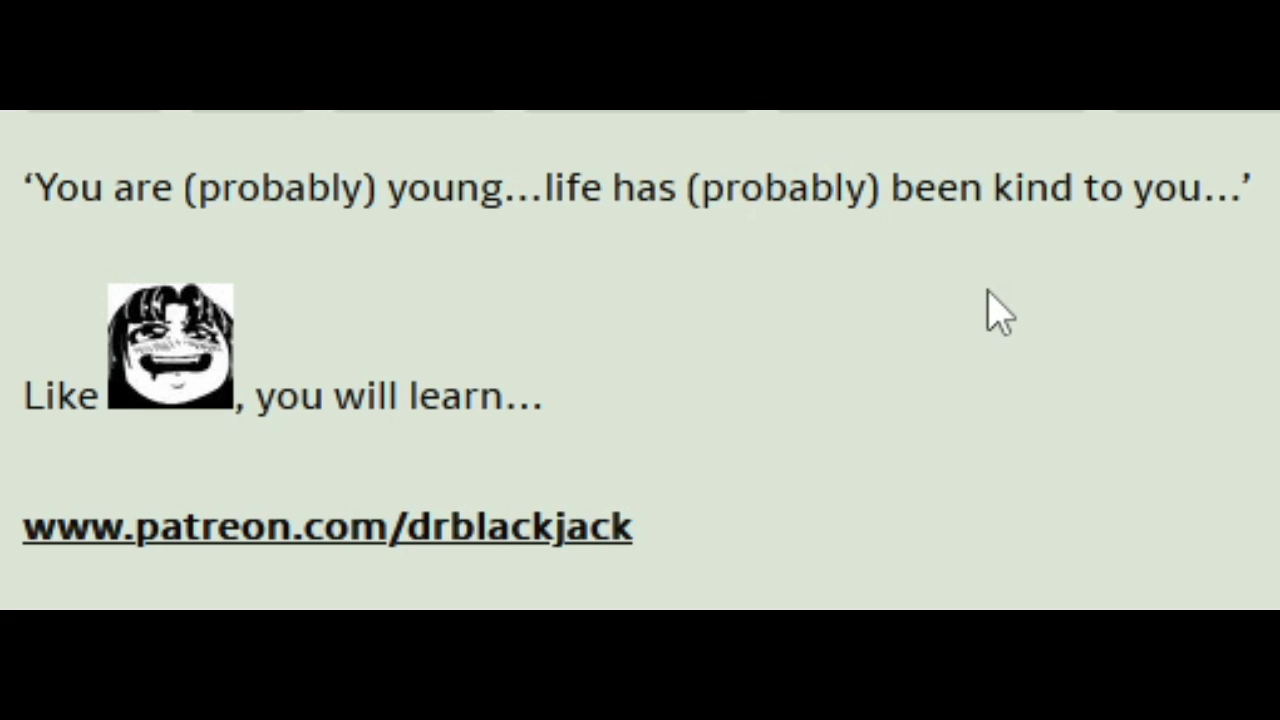 ‘You are (probably) young...life has (probably) been kind to you...’
Like , you will learn...
www.patreon.com/drblackjack